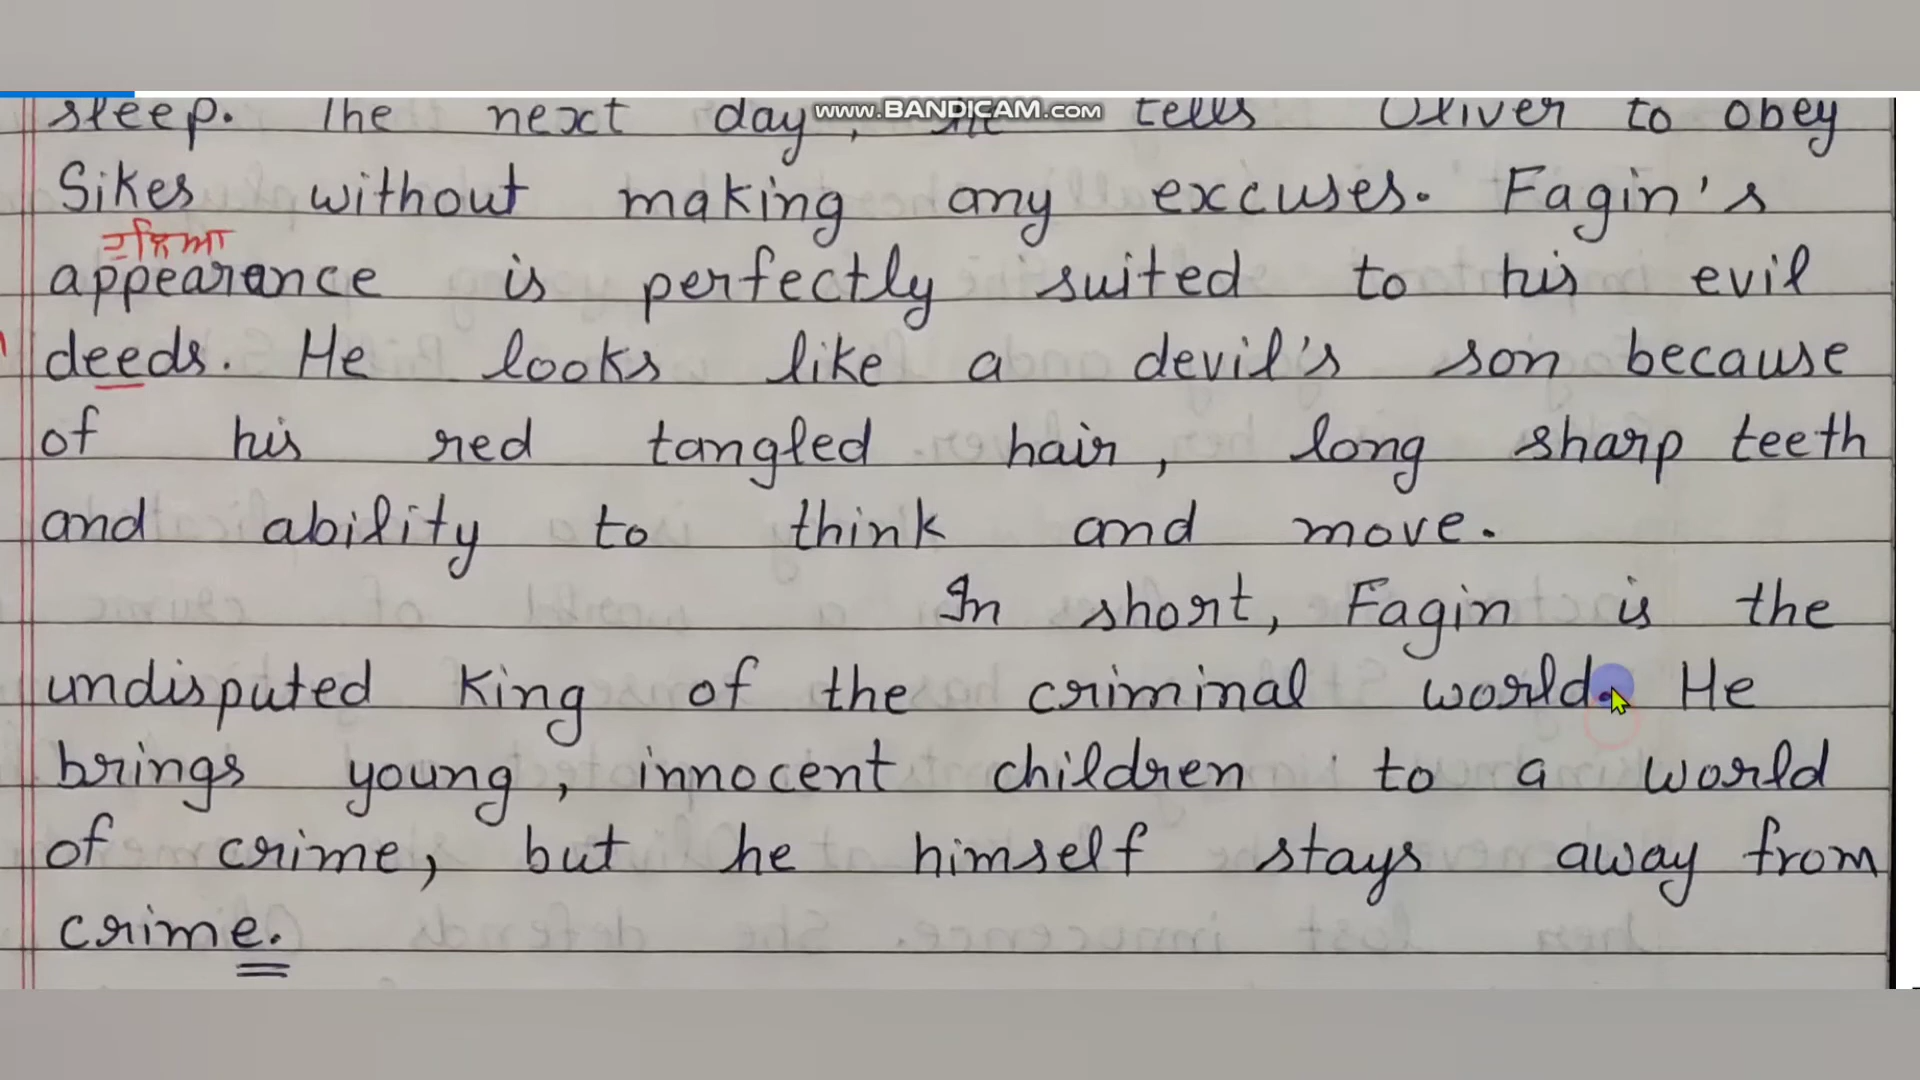 sleep. The next day, he tells Oliver to obey
www.BANDICAM.com
Sikes without making any excuses. Fagin's
ਹੁਲਿਆ
appearance is perfectly suited to his evil
deeds. He looks like a devil's son because
of his red tangled hair, long sharp teeth
and ability to think and move.
In short, Fagin is the
undisputed King of the criminal world. He
brings young, innocent children to a world
of crime, but he himself stays away from
crime.